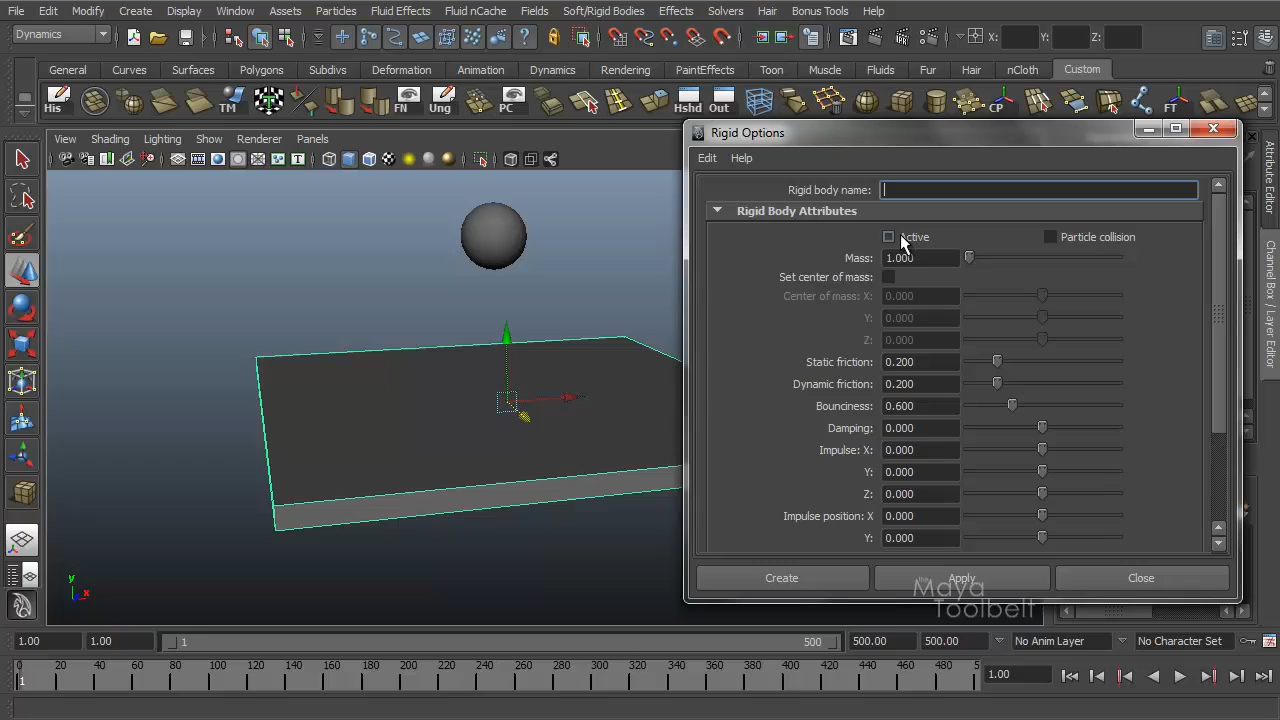 File Edit Modify Create Display Window Assets Particles Fluid Effects Fluid nCache Fields Soft/Rigid Bodies Effects Solvers Hair Bonus Tools Help
Dynamics X: Y: Z:
General Curves Surfaces Polygons Subdivs Deformation Animation Dynamics Rendering PaintEffects Toon Muscle Fluids Fur Hair nCloth Custom
His TM FN Ung PC Hshd Out CP FT
View Shading Lighting Show Renderer Panels
Rigid Options
Edit Help
Rigid body name:
Rigid Body Attributes
Active Particle collision
Mass: 1.000
Set center of mass:
Center of mass: X: 0.000
Y: 0.000
Z: 0.000
Static friction: 0.200
Dynamic friction: 0.200
Bounciness: 0.600
Damping: 0.000
Impulse: X: 0.000
Y: 0.000
Z: 0.000
Impulse position: X 0.000
Y: 0.000
Create Apply Close
the Maya Toolbelt
Attribute Editor
Channel Box / Layer Editor
y
x
1.00 1.00 1 500 500.00 500.00 No Anim Layer No Character Set
0 20 40 60 80 100 120 140 160 180 200 220 240 260 280 300 320 340 360 380 400 420 440 460 480 5
1 1.00